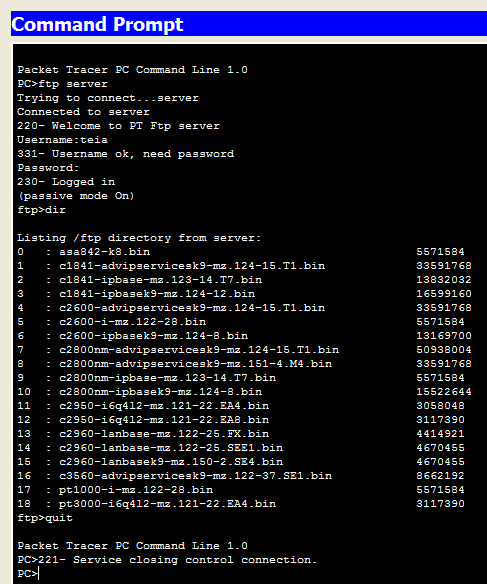 Command Prompt
Packet Tracer PC Command Line 1.0
PC>ftp server
Trying to connect...server
Connected to server
220- Welcome to PT Ftp server
Username:teia
331- Username ok, need password
Password:
230- Logged in
(passive mode On)
ftp>dir
Listing /ftp directory from server:
0 : asa842-k8.bin 5571584
1 : c1841-advipservicesk9-mz.124-15.T1.bin 33591768
2 : c1841-ipbase-mz.123-14.T7.bin 13832032
3 : c1841-ipbasek9-mz.124-12.bin 16599160
4 : c2600-advipservicesk9-mz.124-15.T1.bin 33591768
5 : c2600-i-mz.122-28.bin 5571584
6 : c2600-ipbasek9-mz.124-8.bin 13169700
7 : c2800nm-advipservicesk9-mz.124-15.T1.bin 50938004
8 : c2800nm-advipservicesk9-mz.151-4.M4.bin 33591768
9 : c2800nm-ipbase-mz.123-14.T7.bin 5571584
10 : c2800nm-ipbasek9-mz.124-8.bin 15522644
11 : c2950-i6q4l2-mz.121-22.EA4.bin 3058048
12 : c2950-i6q4l2-mz.121-22.EA8.bin 3117390
13 : c2960-lanbase-mz.122-25.FX.bin 4414921
14 : c2960-lanbase-mz.122-25.SEE1.bin 4670455
15 : c2960-lanbasek9-mz.150-2.SE4.bin 4670455
16 : c3560-advipservicesk9-mz.122-37.SE1.bin 8662192
17 : pt1000-i-mz.122-28.bin 5571584
18 : pt3000-i6q4l2-mz.121-22.EA4.bin 3117390
ftp>quit
Packet Tracer PC Command Line 1.0
PC>221- Service closing control connection.
PC>